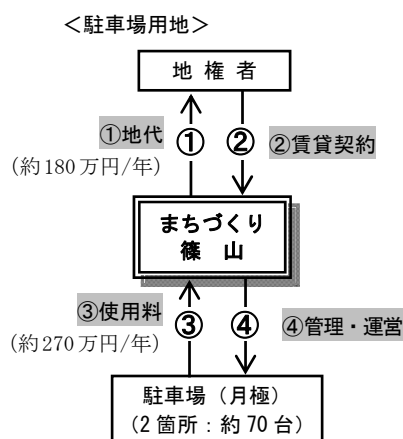 ＜駐車場用地＞
地 権 者
①地代
(約180万円/年)
①
②
②賃貸契約
まちづくり
篠 山
③使用料
(約270万円/年)
③
④
④管理・運営
駐車場（月極）
（2 箇所：約 70 台）